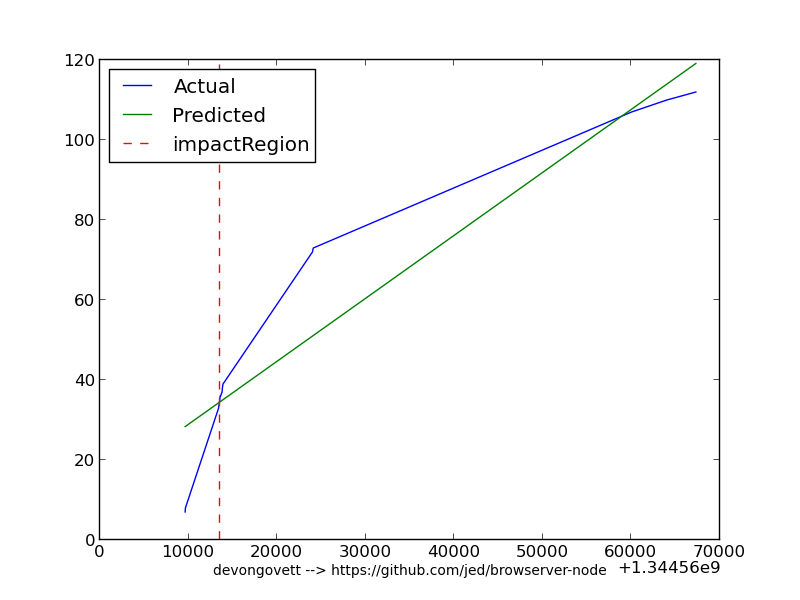 120
100
80
60
40
20
0
Actual
Predicted
impactRegion
0 10000 20000 30000 40000 50000 60000 70000
devongovett --> https://github.com/jed/browserver-node +1.34456e9